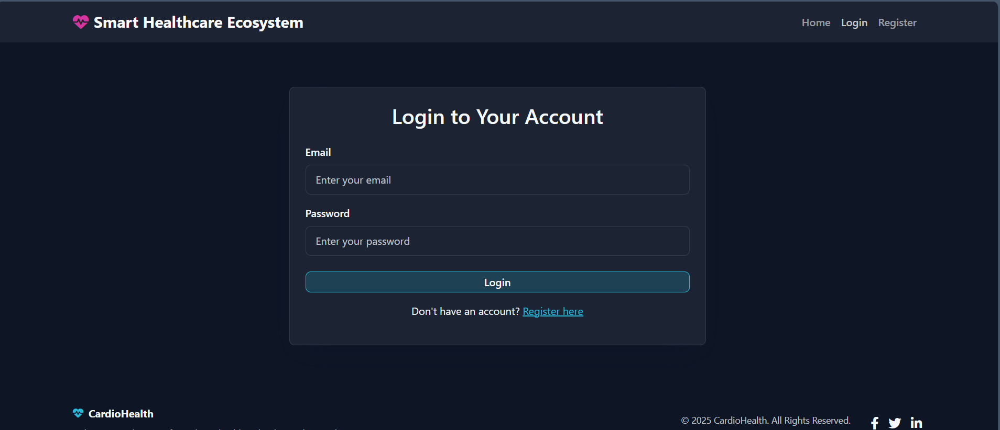 Smart Healthcare Ecosystem
Home Login Register
Login to Your Account
Email
Enter your email
Password
Enter your password
Login
Don't have an account? Register here
CardioHealth
© 2025 CardioHealth. All Rights Reserved.